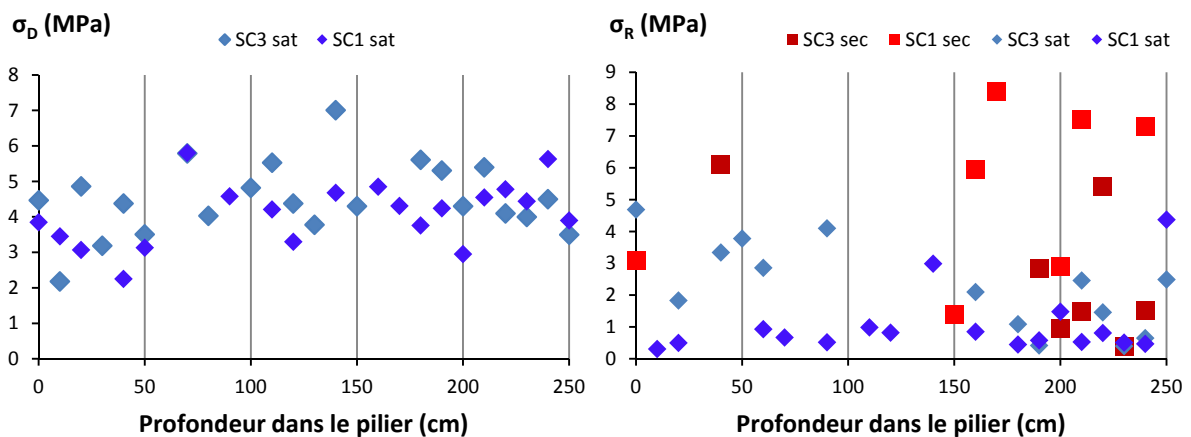 σD (MPa)
SC3 sat SC1 sat
8
7
6
5
4
3
2
1
0
0 50 100 150 200 250
Profondeur dans le pilier (cm)
σR (MPa)
SC3 sec SC1 sec SC3 sat SC1 sat
9
8
7
6
5
4
3
2
1
0
0 50 100 150 200 250
Profondeur dans le pilier (cm)